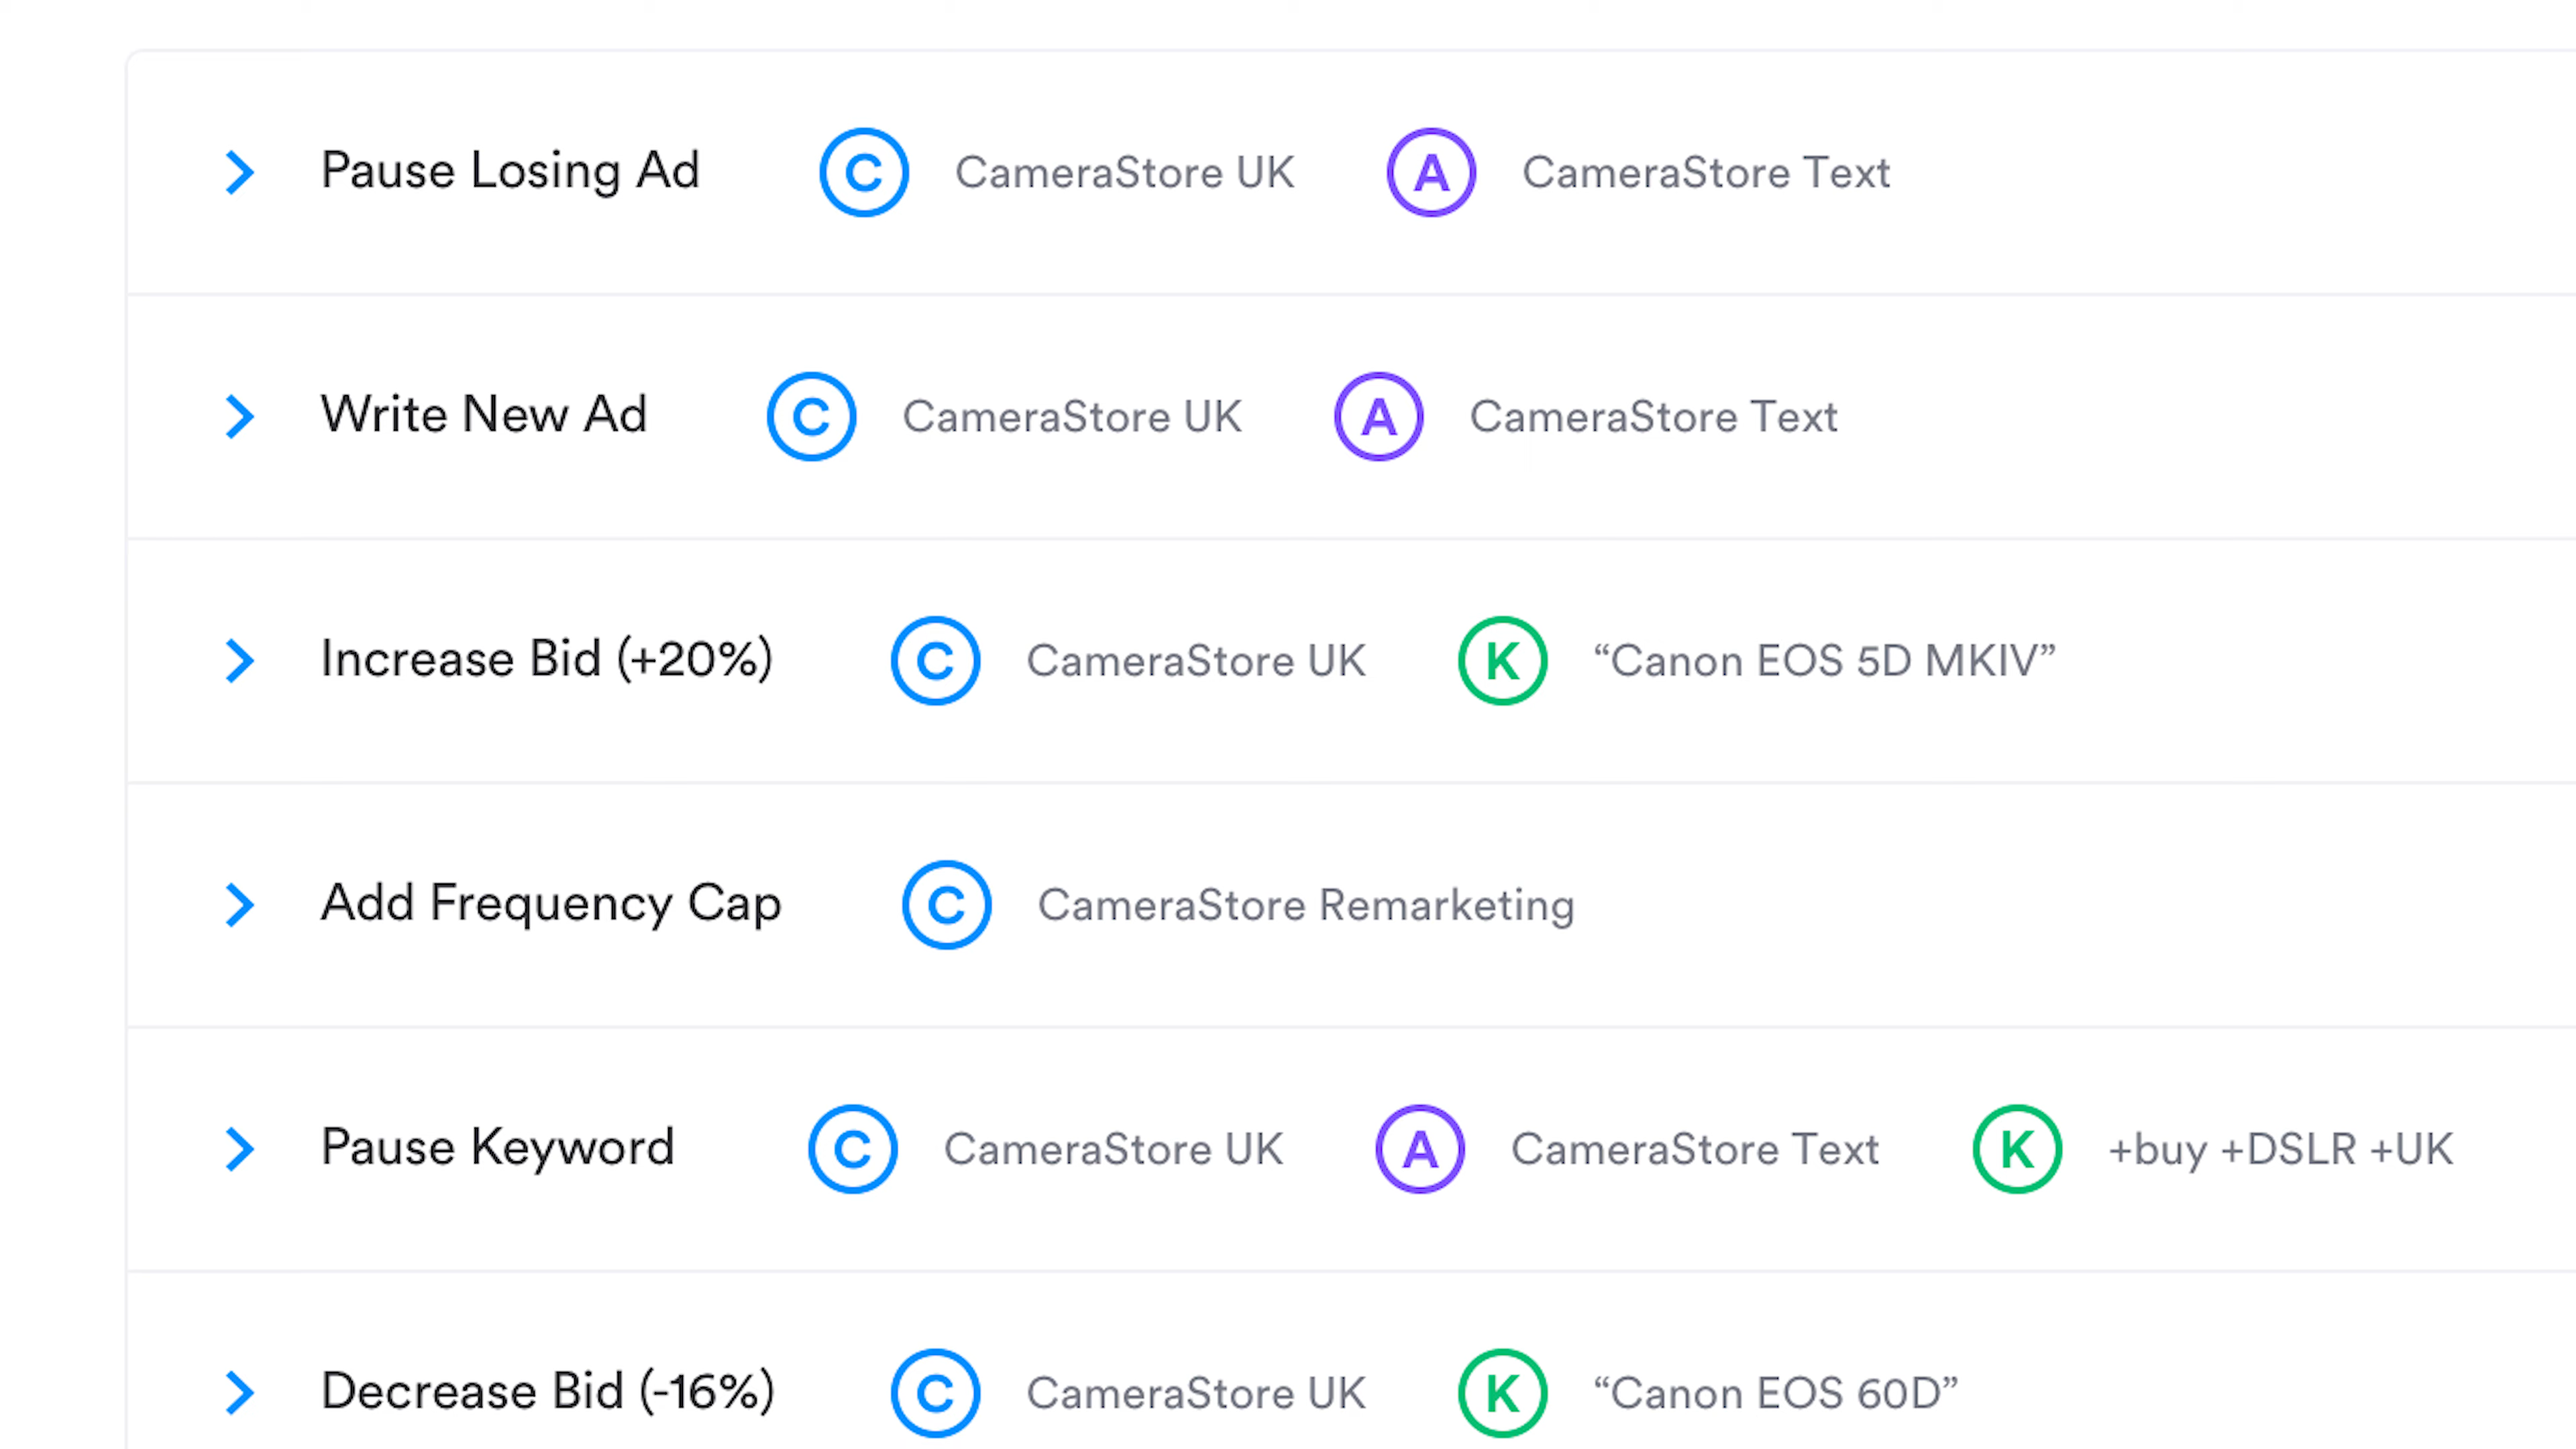 Pause Losing Ad C CameraStore UK A CameraStore Text
Write New Ad C CameraStore UK A CameraStore Text
Increase Bid (+20%) C CameraStore UK K “Canon EOS 5D MKIV”
Add Frequency Cap C CameraStore Remarketing
Pause Keyword C CameraStore UK A CameraStore Text K +buy +DSLR +UK
Decrease Bid (-16%) C CameraStore UK K “Canon EOS 60D”